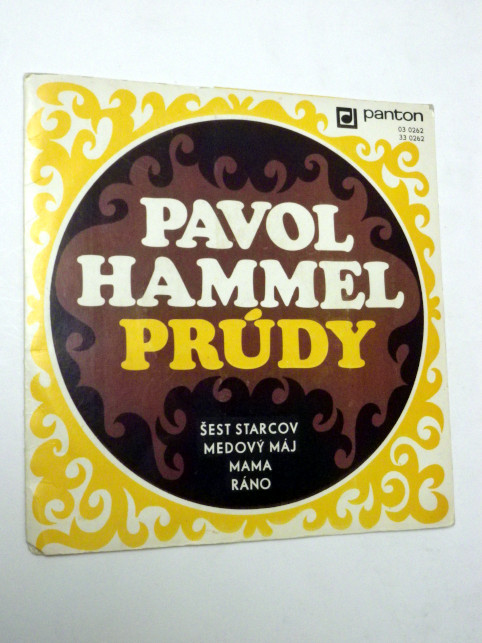 panton
03 0262
33 0262
PAVOL
HAMMEL
PRÚDY
ŠEST STARCOV
MEDOVÝ MÁJ
MAMA
RÁNO